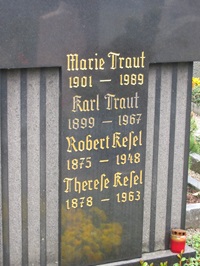 Marie Traut
1901 – 1989
Karl Traut
1899 – 1967
Robert Kesel
1875 – 1948
Therese Kesel
1878 – 1963